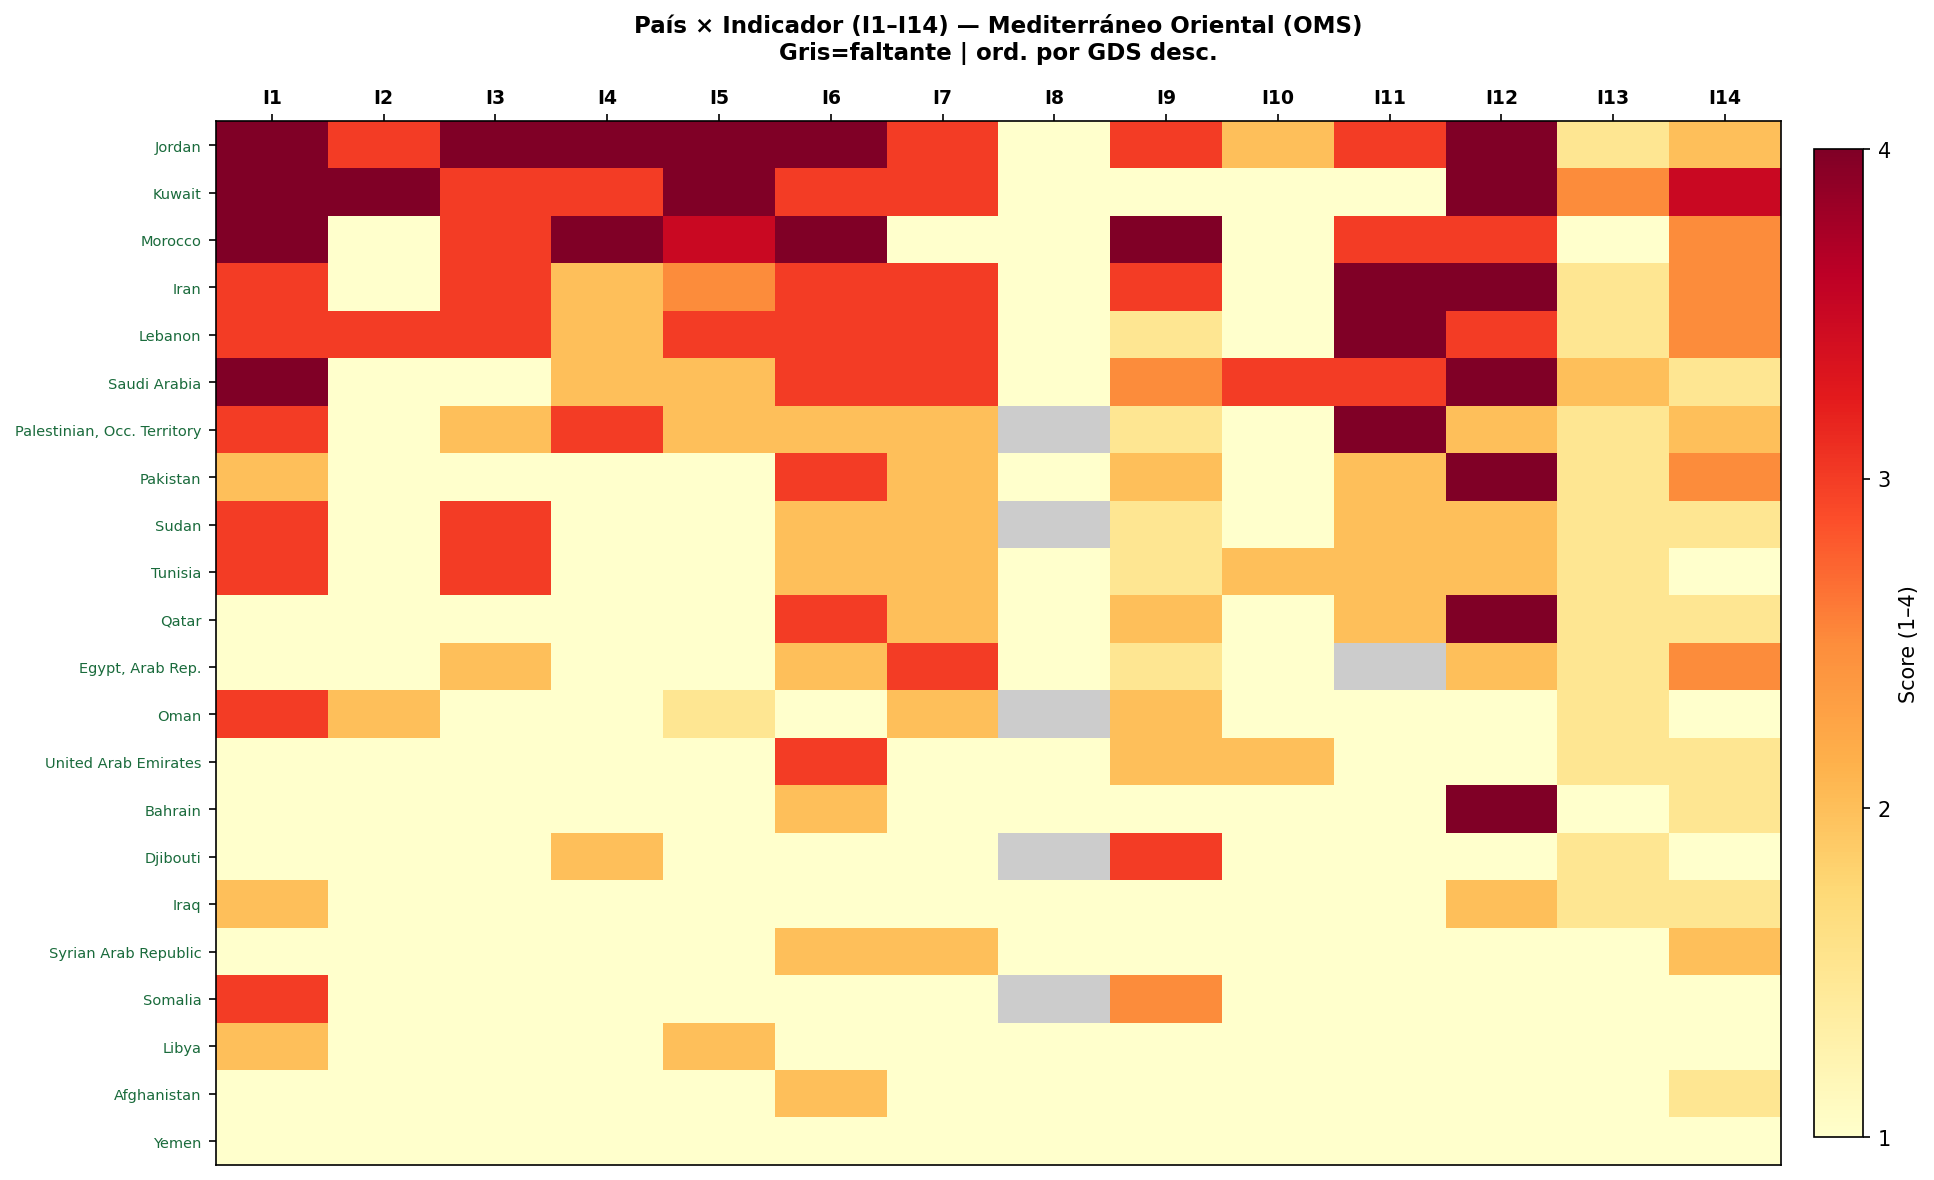 País × Indicador (I1–I14) — Mediterráneo Oriental (OMS)
Gris=faltante | ord. por GDS desc.
I1 I2 I3 I4 I5 I6 I7 I8 I9 I10 I11 I12 I13 I14
Jordan
Kuwait
Morocco
Iran
Lebanon
Saudi Arabia
Palestinian, Occ. Territory
Pakistan
Sudan
Tunisia
Qatar
Egypt, Arab Rep.
Oman
United Arab Emirates
Bahrain
Djibouti
Iraq
Syrian Arab Republic
Somalia
Libya
Afghanistan
Yemen
4
3
2
1
Score (1–4)